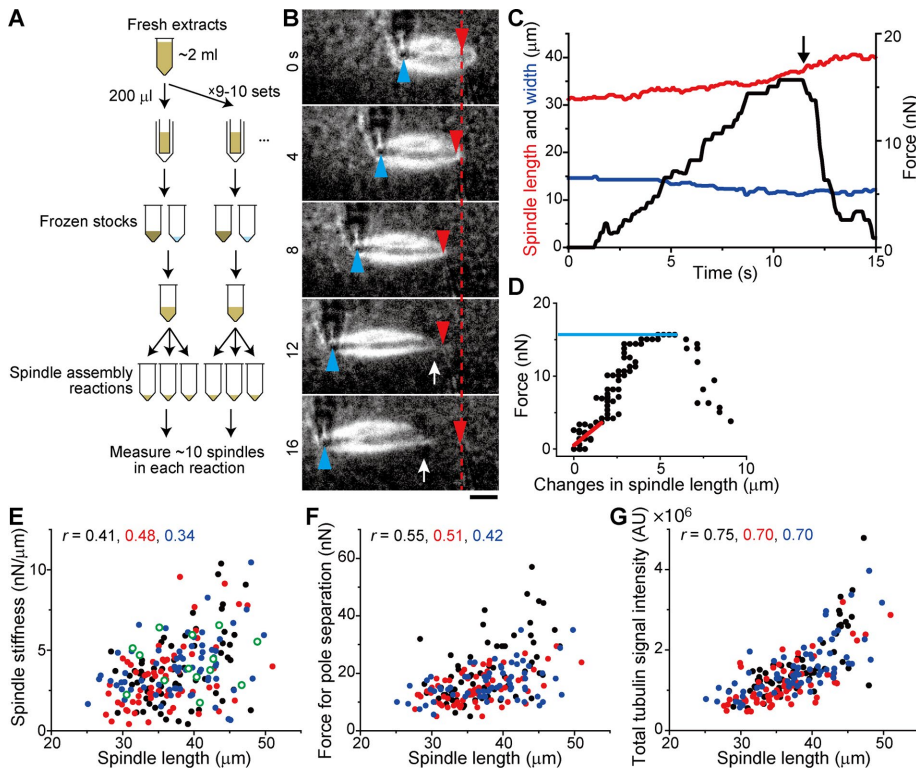 A
Fresh extracts
~2 ml
200 µl
×9-10 sets
...
Frozen stocks
Spindle assembly
reactions
Measure ~10 spindles
in each reaction
B
0 s
4
8
12
16
C
Spindle length and width (µm)
40
30
20
10
0
Force (nN)
20
10
0
0
5
10
15
Time (s)
D
Force (nN)
20
10
0
0
5
10
Changes in spindle length (µm)
E
r = 0.41, 0.48, 0.34
Spindle stiffness (nN/µm)
10
5
0
20
30
40
50
Spindle length (µm)
F
r = 0.55, 0.51, 0.42
Force for pole separation (nN)
60
40
20
0
20
30
40
50
Spindle length (µm)
G
×10⁶
r = 0.75, 0.70, 0.70
Total tubulin signal intensity (AU)
4
2
0
20
30
40
50
Spindle length (µm)